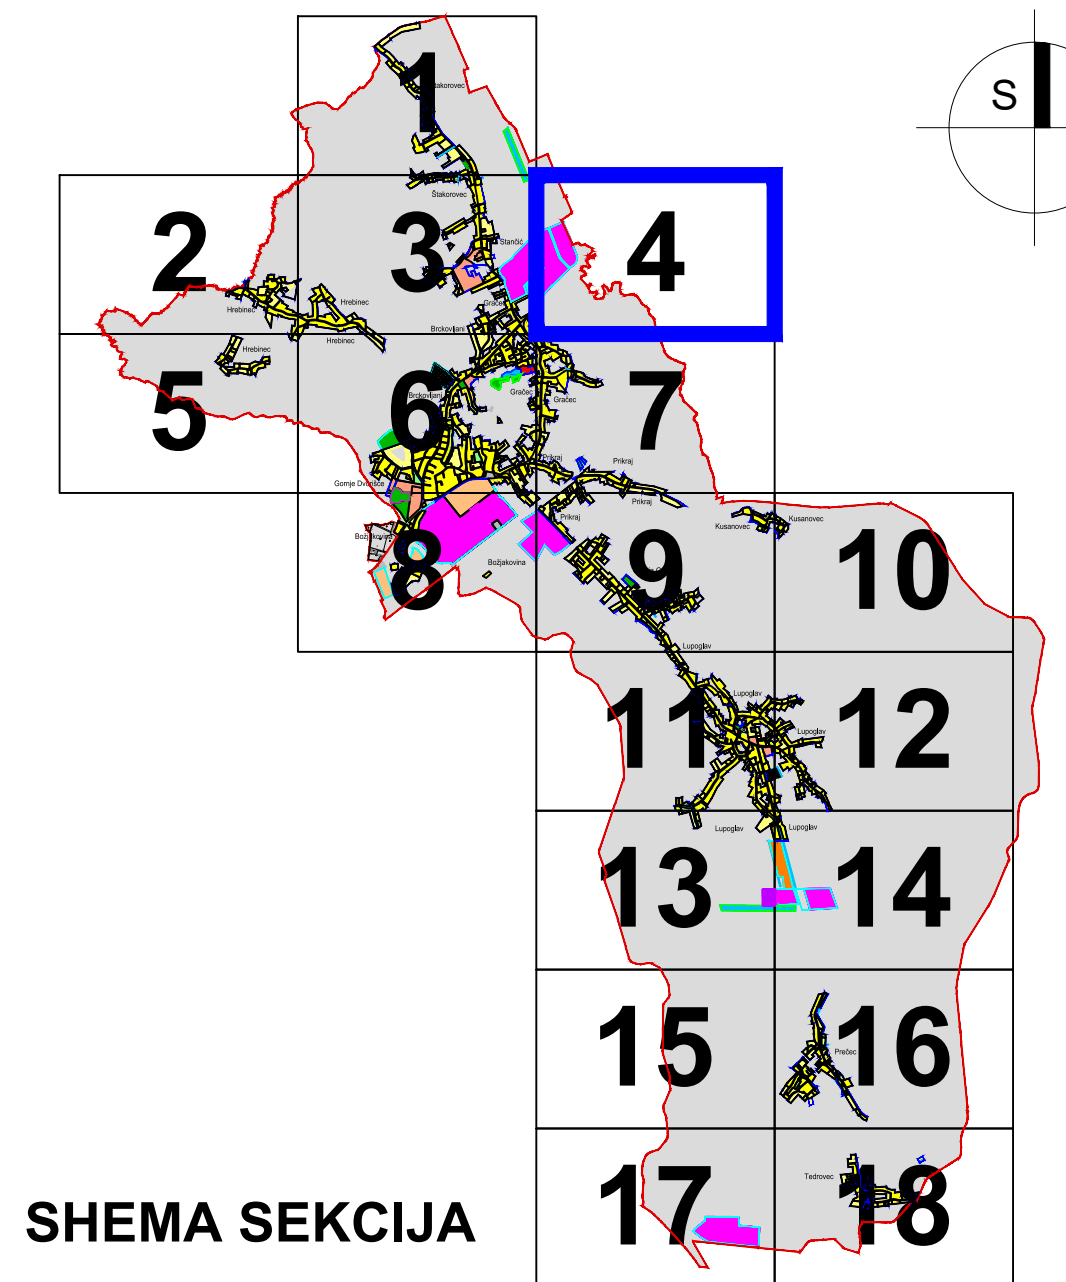 1
Štakorovec
S
2
3
4
Štakorovec
Stančić
Hrebinec
Hrebinec
Hrebinec
Gračec
Brckovljani
5
6
7
Hrebinec
Brckovljani
Gračec
Gračec
Gornje Dvorišće
Prikraj
Prikraj
Prikraj
Prikraj
Kusanovec
Kusanovec
8
9
10
Božjakovina
Božjakovina
Lupoglav
11
12
Lupoglav
Lupoglav
Lupoglav
Lupoglav
13
14
15
16
Prečec
17
18
Tedrovec
SHEMA SEKCIJA